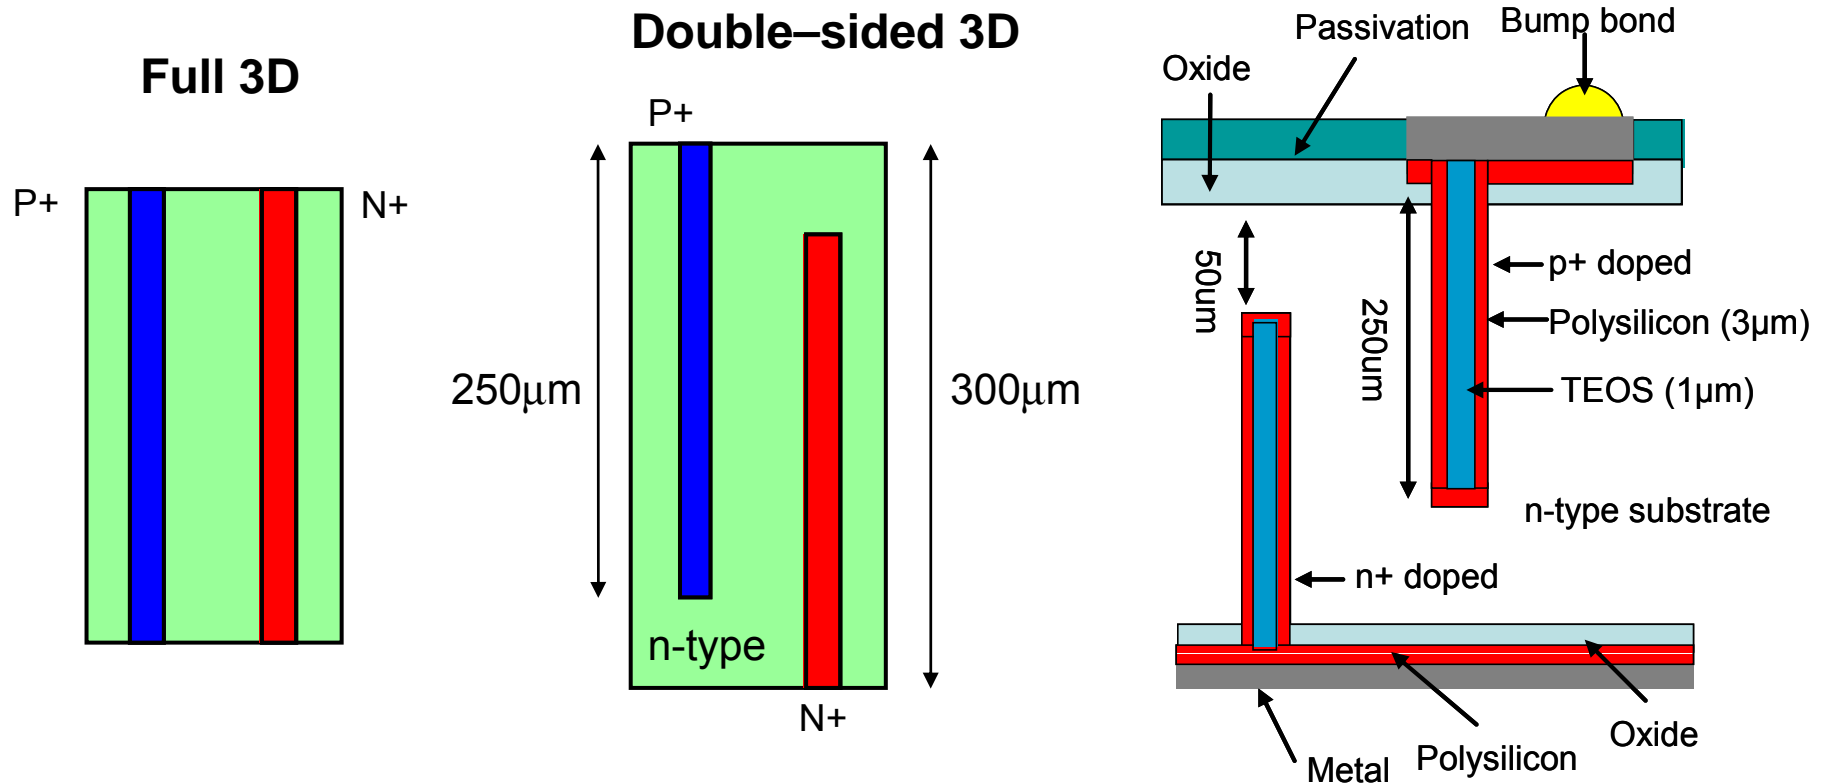 Full 3D
P+
N+
Double–sided 3D
P+
250μm
300μm
n-type
N+
Passivation
Bump bond
Oxide
50um
250um
p+ doped
Polysilicon (3μm)
TEOS (1μm)
n-type substrate
n+ doped
Oxide
Polysilicon
Metal